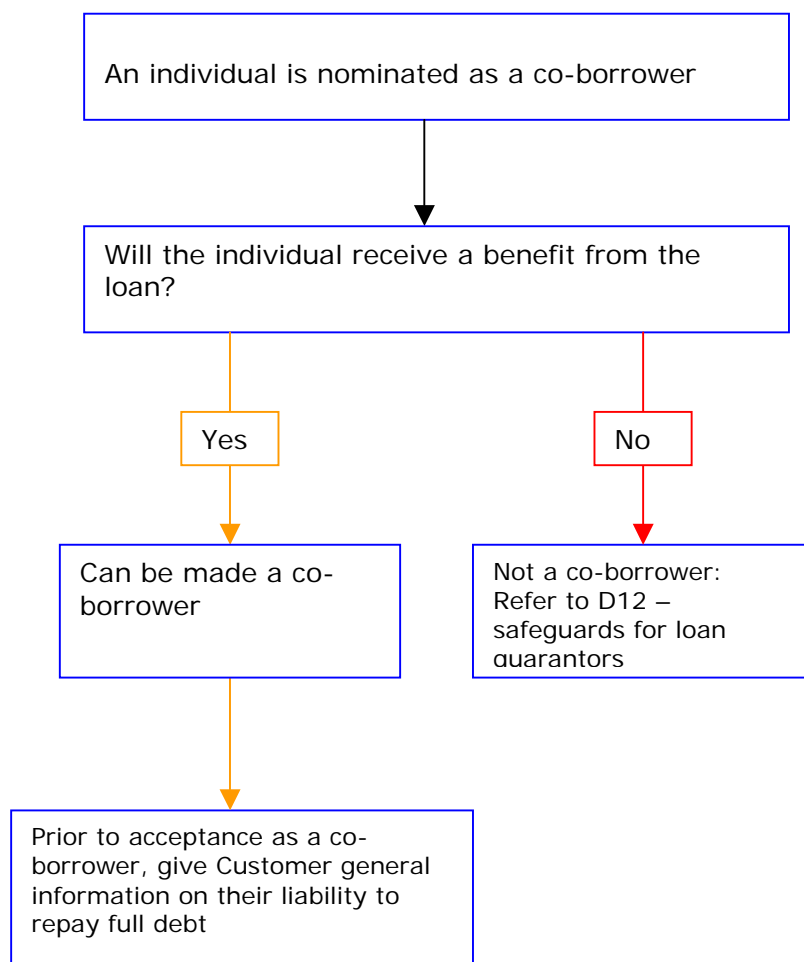 An individual is nominated as a co-borrower
Will the individual receive a benefit from the
loan?
Yes
No
Can be made a co-
borrower
Not a co-borrower:
Refer to D12 –
safeguards for loan
guarantors
Prior to acceptance as a co-
borrower, give Customer general
information on their liability to
repay full debt